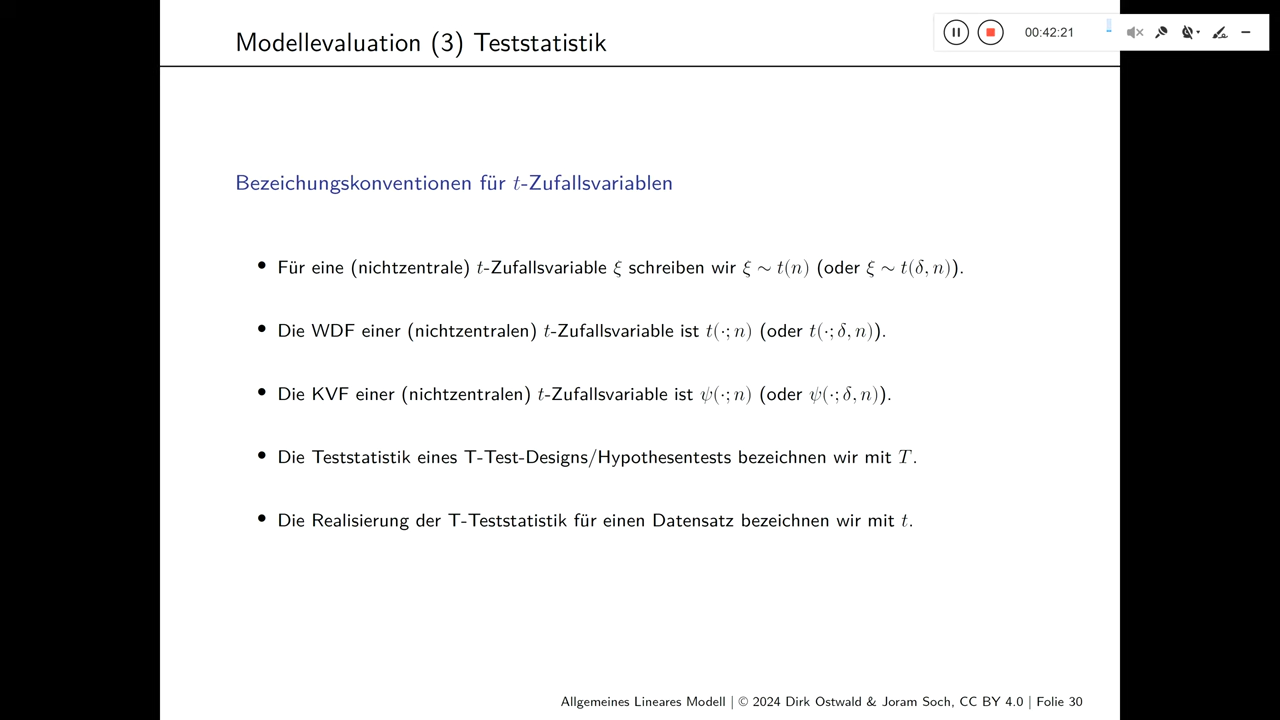 Modellevaluation (3) Teststatistik
00:42:21
Bezeichungskonventionen für t-Zufallsvariablen
• Für eine (nichtzentrale) t-Zufallsvariable ξ schreiben wir ξ ∼ t(n) (oder ξ ∼ t(δ, n)).
• Die WDF einer (nichtzentralen) t-Zufallsvariable ist t(·; n) (oder t(·; δ, n)).
• Die KVF einer (nichtzentralen) t-Zufallsvariable ist ψ(·; n) (oder ψ(·; δ, n)).
• Die Teststatistik eines T-Test-Designs/Hypothesentests bezeichnen wir mit T.
• Die Realisierung der T-Teststatistik für einen Datensatz bezeichnen wir mit t.
Allgemeines Lineares Modell | © 2024 Dirk Ostwald & Joram Soch, CC BY 4.0 | Folie 30